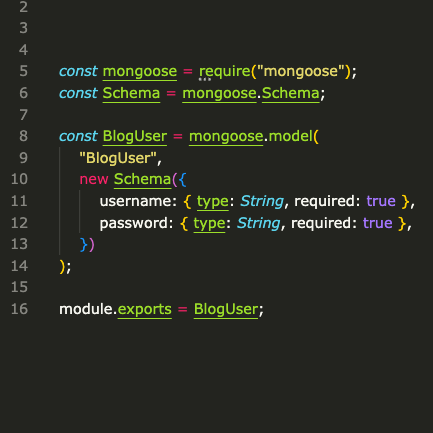 2
3
4
5 const mongoose = require("mongoose");
6 const Schema = mongoose.Schema;
7
8 const BlogUser = mongoose.model(
9 "BlogUser",
10 new Schema({
11 username: { type: String, required: true },
12 password: { type: String, required: true },
13 })
14 );
15
16 module.exports = BlogUser;